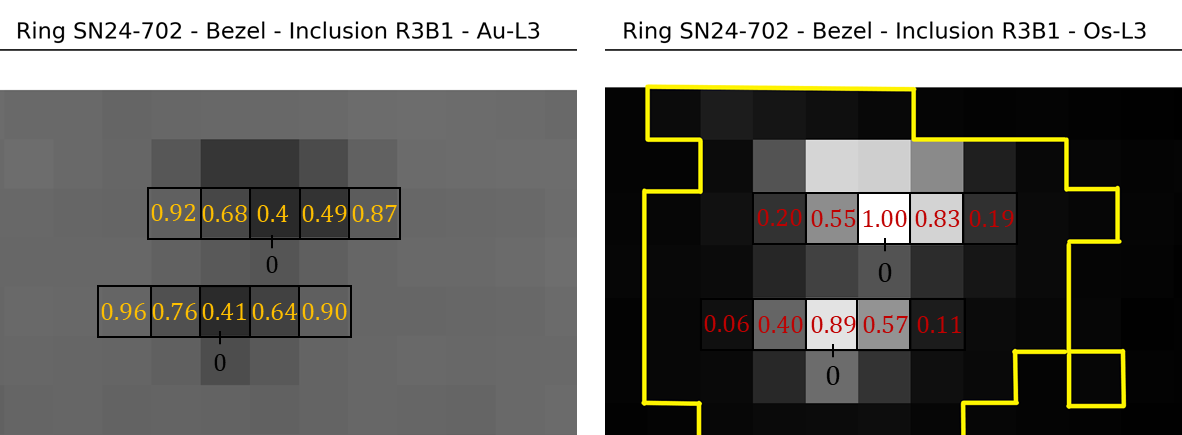 Ring SN24-702 - Bezel - Inclusion R3B1 - Au-L3
0.92 0.68 0.4 0.49 0.87
0
0.96 0.76 0.41 0.64 0.90
0
Ring SN24-702 - Bezel - Inclusion R3B1 - Os-L3
0.20 0.55 1.00 0.83 0.19
0
0.06 0.40 0.89 0.57 0.11
0